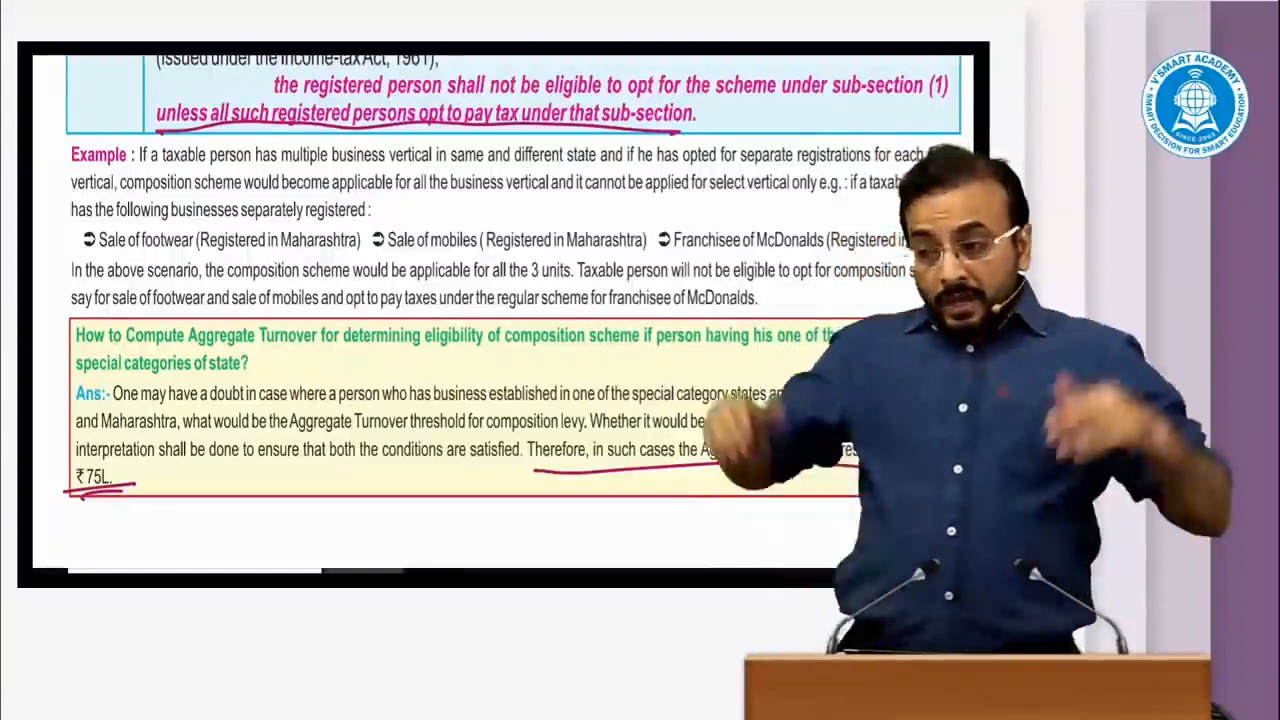 (issued under the Income-tax Act, 1961),
the registered person shall not be eligible to opt for the scheme under sub-section (1)
unless all such registered persons opt to pay tax under that sub-section.
Example : If a taxable person has multiple business vertical in same and different state and if he has opted for separate registrations for each
vertical, composition scheme would become applicable for all the business vertical and it cannot be applied for select vertical only e.g. : if a
has the following businesses separately registered :
➲ Sale of footwear (Registered in Maharashtra) ➲ Sale of mobiles ( Registered in Maharashtra) ➲ Franchisee of McDonalds (Registered
In the above scenario, the composition scheme would be applicable for all the 3 units. Taxable person will not be eligible to opt for composition
say for sale of footwear and sale of mobiles and opt to pay taxes under the regular scheme for franchisee of McDonalds.
How to Compute Aggregate Turnover for determining eligibility of composition scheme if person having his one of
special categories of state?
Ans:- One may have a doubt in case where a person who has business established in one of the special category states
and Maharashtra, what would be the Aggregate Turnover threshold for composition levy. Whether it would be
interpretation shall be done to ensure that both the conditions are satisfied. Therefore, in such cases the
₹75L.
V'SMART ACADEMY
SINCE-2003
SMART DECISION FOR SMART EDUCATION